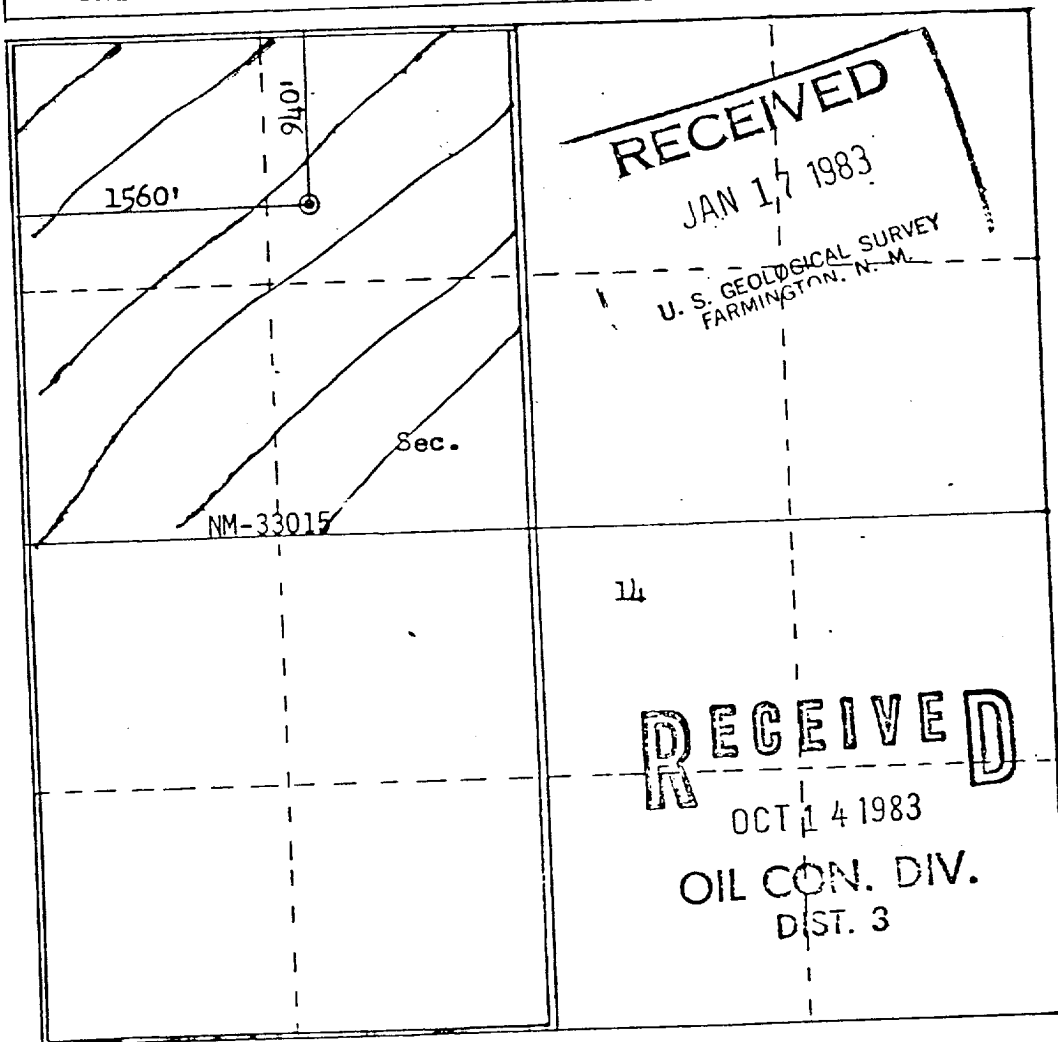 940'
1560'
RECEIVED
JAN 17 1983
U. S. GEOLOGICAL SURVEY
FARMINGTON, N. M.
Sec.
NM-33015
14
RECEIVED
OCT 14 1983
OIL CON. DIV.
DIST. 3